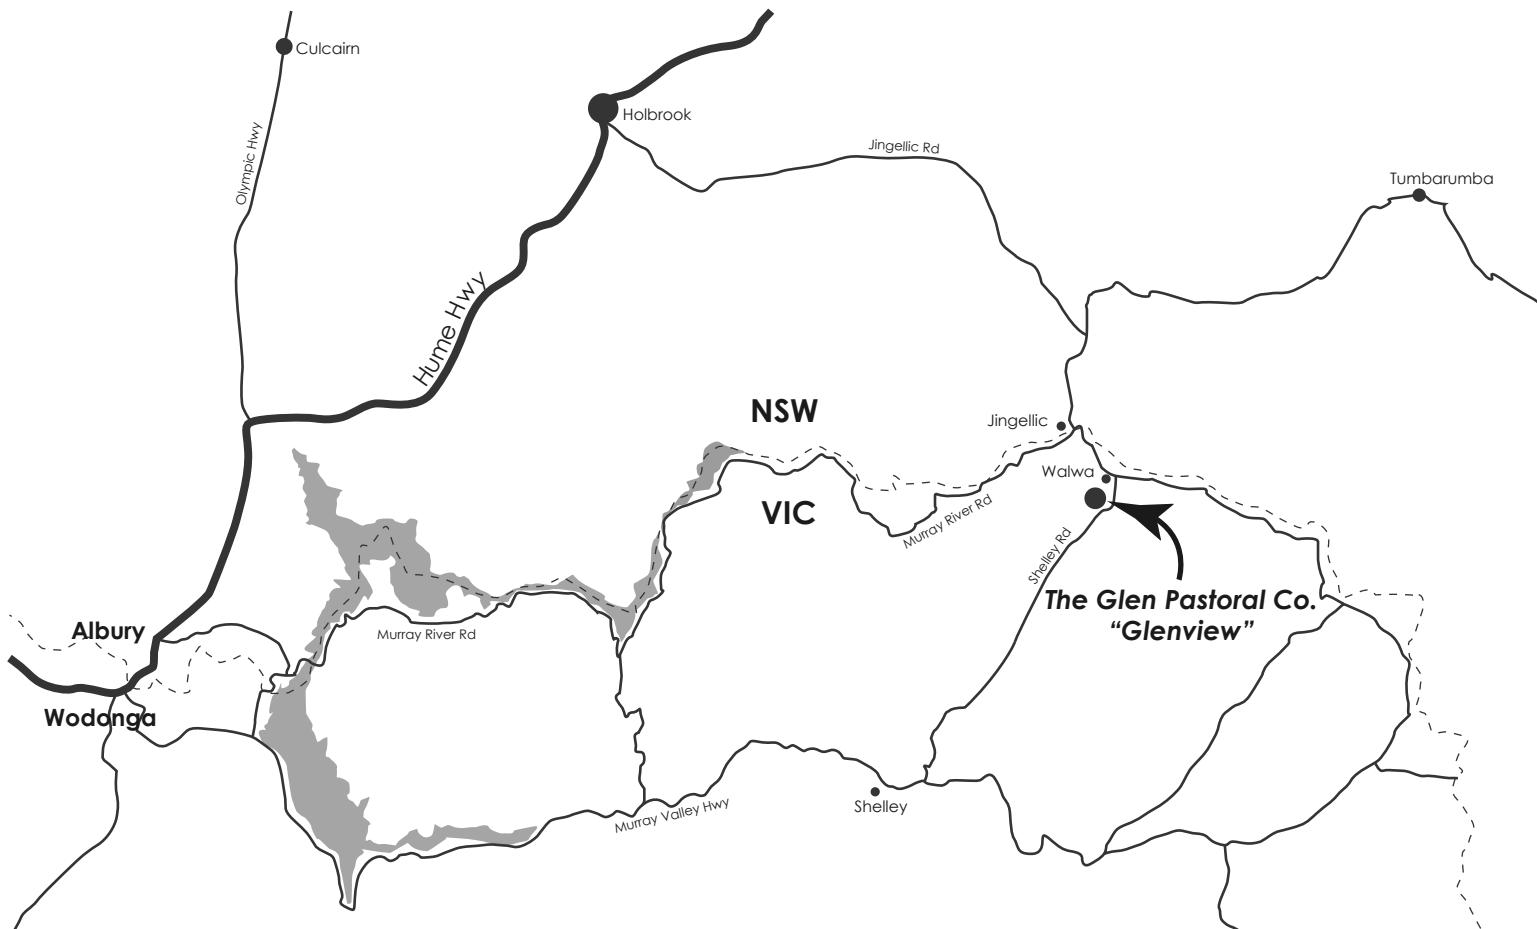 Culcairn
Holbrook
Olympic Hwy
Jingellic Rd
Tumbarumba
Hume Hwy
NSW
Jingellic
Walwa
VIC
Murray River Rd
Shelley Rd
The Glen Pastoral Co.
“Glenview”
Albury
Murray River Rd
Wodonga
Murray Valley Hwy
Shelley